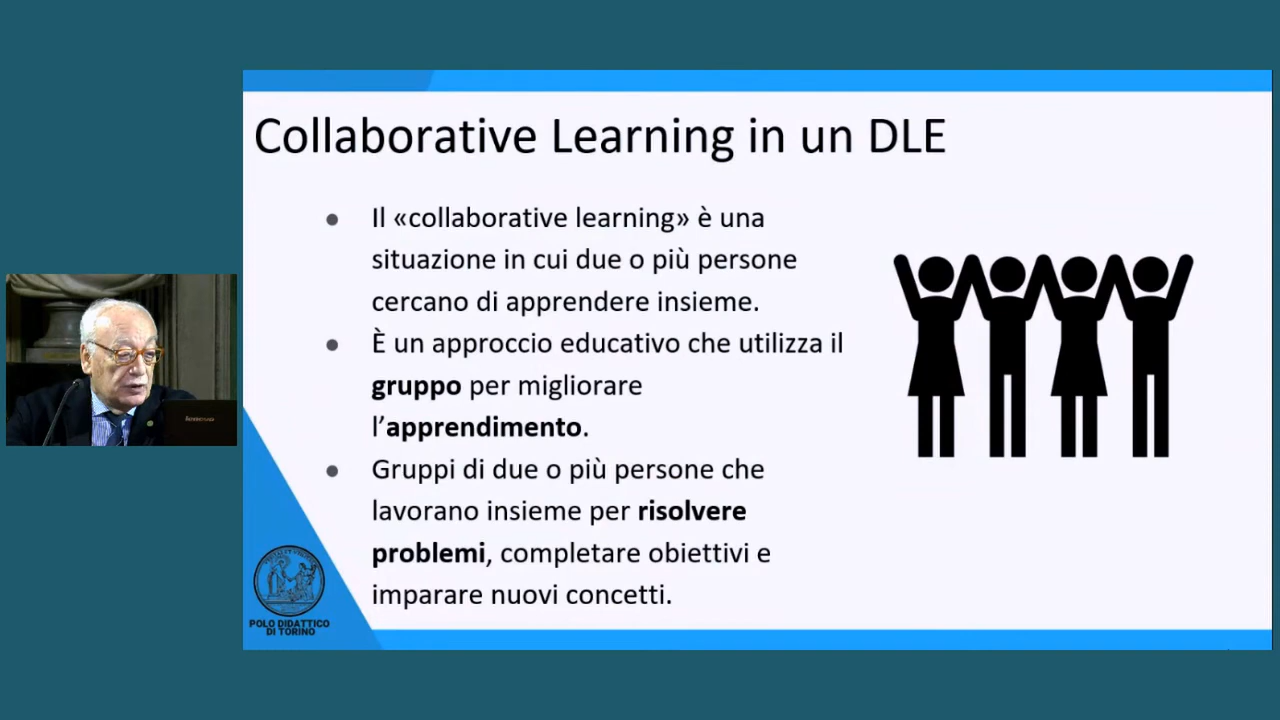 Collaborative Learning in un DLE
● Il «collaborative learning» è una
situazione in cui due o più persone
cercano di apprendere insieme.
● È un approccio educativo che utilizza il
gruppo per migliorare
l’apprendimento.
● Gruppi di due o più persone che
lavorano insieme per risolvere
problemi, completare obiettivi e
imparare nuovi concetti.
POLO DIDATTICO
DI TORINO